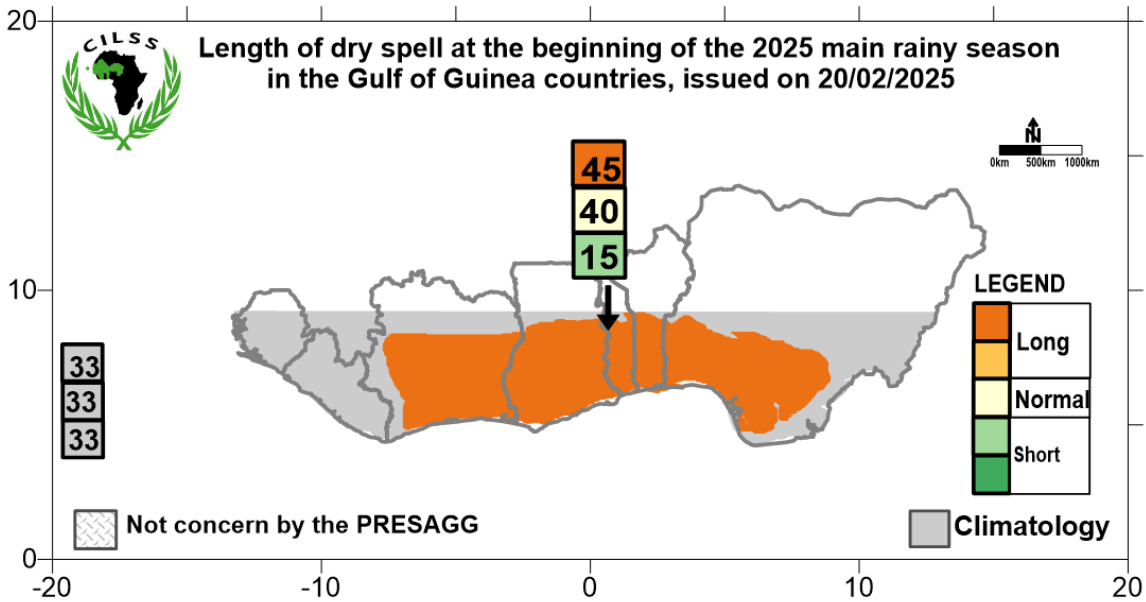 20
CILSS
Length of dry spell at the beginning of the 2025 main rainy season
in the Gulf of Guinea countries, issued on 20/02/2025
N
0km 500km 1000km
45
40
15
10
LEGEND
Long
Normal
Short
33
33
33
Not concern by the PRESAGG
Climatology
0
-20 -10 0 10 20